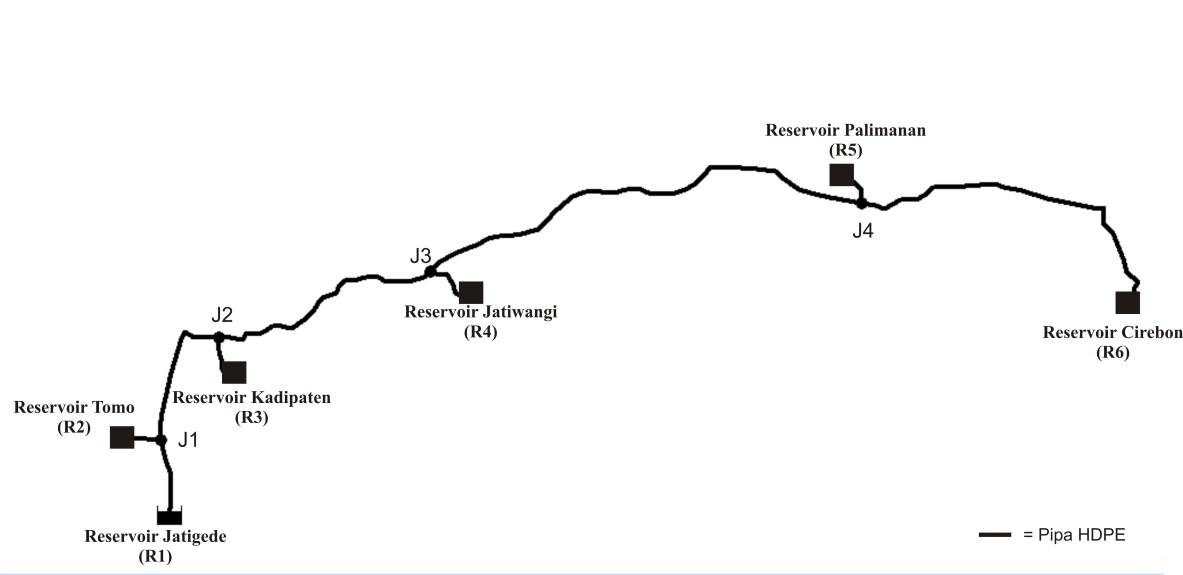 Reservoir Palimanan
(R5)
J4
J3
Reservoir Jatiwangi
(R4)
J2
Reservoir Cirebon
(R6)
Reservoir Kadipaten
(R3)
Reservoir Tomo
(R2)
J1
Reservoir Jatigede
(R1)
= Pipa HDPE